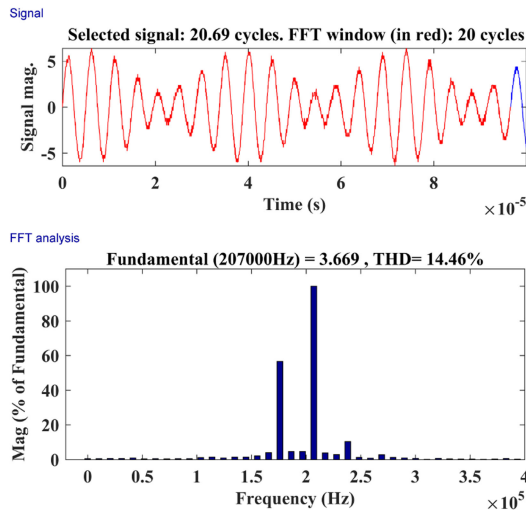 Signal
Selected signal: 20.69 cycles. FFT window (in red): 20 cycles
5
0
-5
Signal mag.
0 2 4 6 8
Time (s)
×10⁻⁵
FFT analysis
Fundamental (207000Hz) = 3.669 , THD= 14.46%
100
80
60
40
20
0
Mag (% of Fundamental)
0 0.5 1 1.5 2 2.5 3 3.5 4
Frequency (Hz)
×10⁵